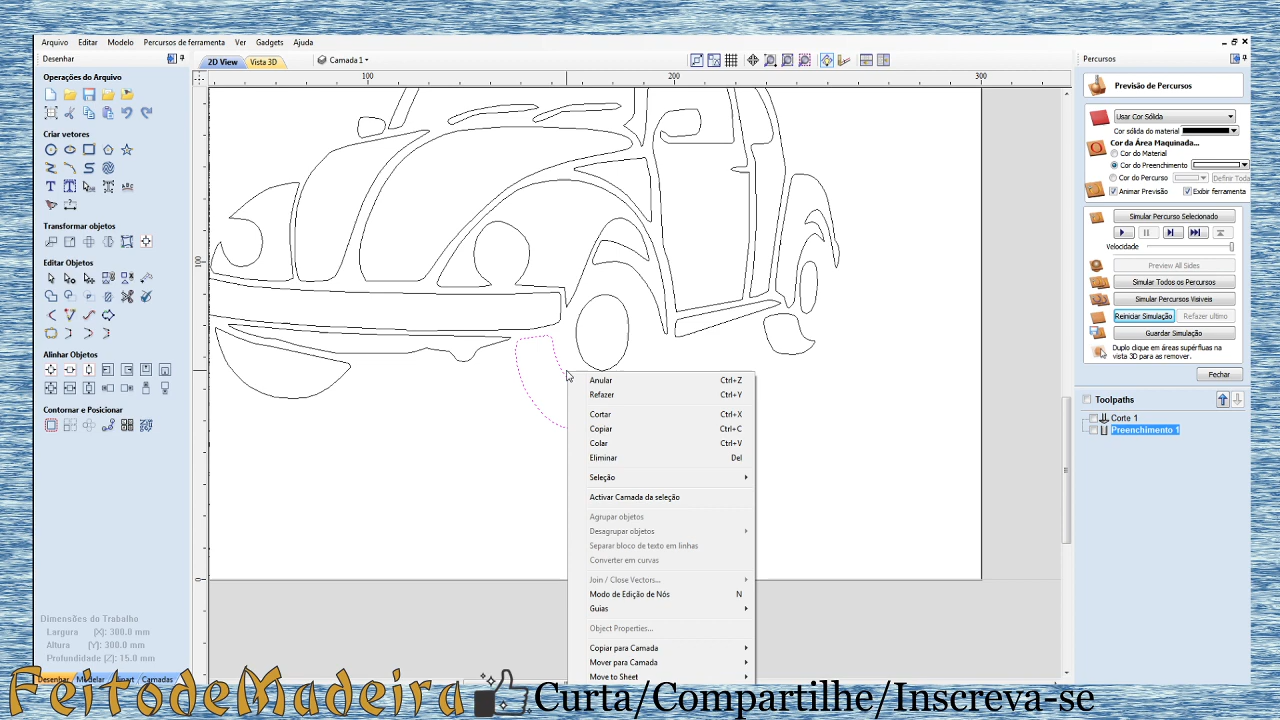 Arquivo Editar Modelo Percursos de ferramenta Ver Gadgets Ajuda
Desenhar
2D View Vista 3D Camada 1
Percursos
Operações do Arquivo
100 200 300
Previsão de Percursos
Usar Cor Sólida
Cor sólida do material
Criar vetores
Cor da Área Maquinada...
Cor do Material
Cor do Preenchimento
Cor do Percurso
Animar Previsão Exibir ferramenta
Transformar objetos
Simular Percurso Selecionado
Velocidade
Editar Objetos
100
Preview All Sides
Simular Todos os Percursos
Simular Percursos Visiveis
Reiniciar Simulação Refazer ultimo
Guardar Simulação
Duplo clique em áreas supérfluas na
vista 3D para as remover.
Alinhar Objetos
Fechar
Anular Ctrl+Z
Refazer Ctrl+Y
Toolpaths
Cortar Ctrl+X
Corte 1
Contornar e Posicionar
Copiar Ctrl+C
Preenchimento 1
Colar Ctrl+V
Eliminar Del
Seleção
Activar Camada da seleção
Agrupar objetos
Desagrupar objetos
Separar bloco de texto em linhas
Converter em curvas
0
Join / Close Vectors...
Modo de Edição de Nós N
Guias
Dimensões do Trabalho
Object Properties...
Largura (X): 300.0 mm
Altura (Y): 300.0 mm
Copiar para Camada
Profundidade (Z): 15.0 mm
Mover para Camada
Move to Sheet
Desenhar Modelar Camadas
FeitodeMadeira Curta/Compartilhe/Inscreva-se